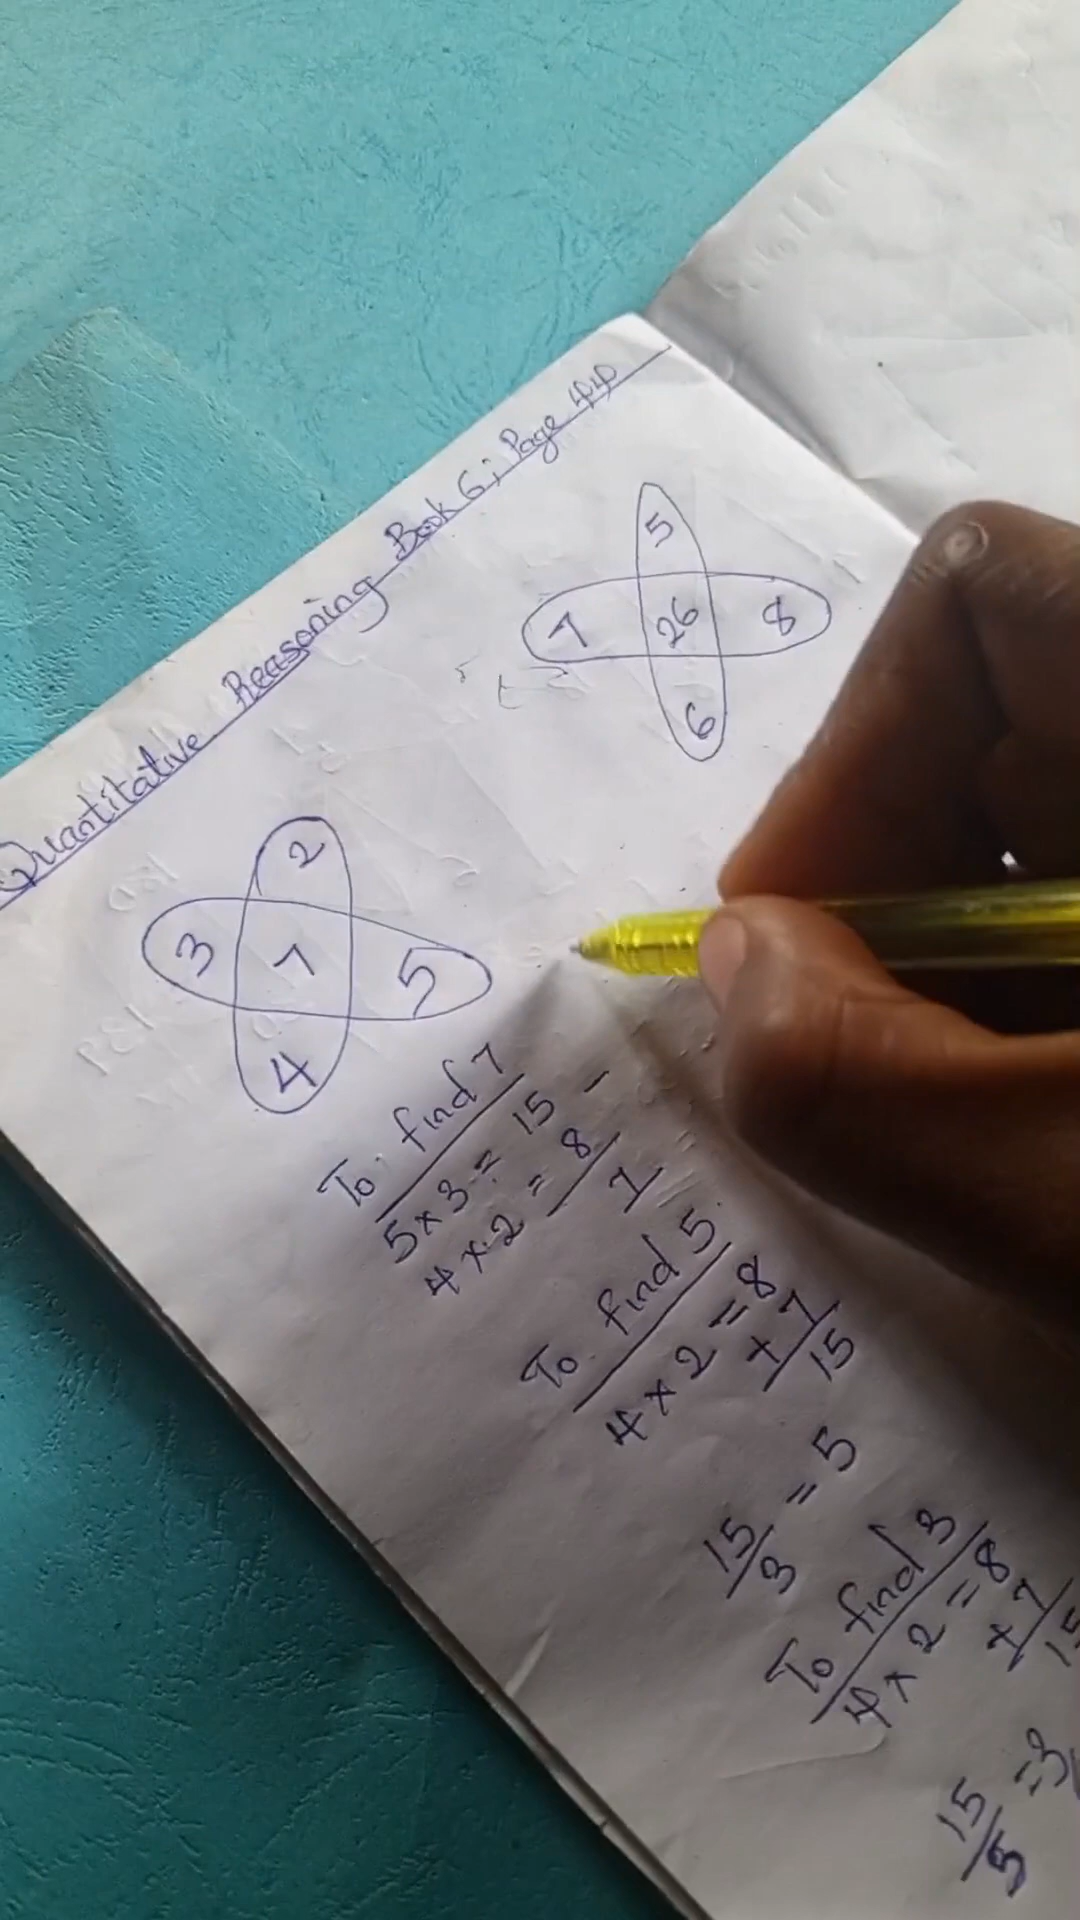 Quantitative Reasoning Book 6; Page 44
5
7 26 8
6
2
3 7 5
4
To find 7
5 x 3 = 15 -
4 x 2 = 8
7
To find 5
4 x 2 = 8
+ 7
15
15/3 = 5
To find 3
4 x 2 = 8
+ 7
15
15/5 = 3